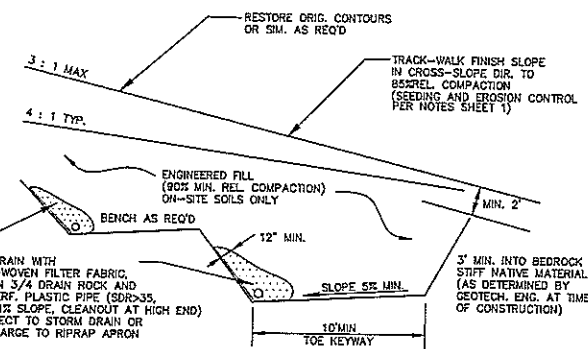 RESTORE ORIG. CONTOURS
OR SIM. AS REQ'D
3 : 1 MAX
TRACK-WALK FINISH SLOPE
IN CROSS-SLOPE DIR. TO
85%REL. COMPACTION
(SEEDING AND EROSION CONTROL
PER NOTES SHEET 1)
4 : 1 TYP.
ENGINEERED FILL
(90% MIN. REL. COMPACTION)
ON-SITE SOILS ONLY
MIN. 2'
BENCH AS REQ'D
12" MIN.
RAIN WITH
WOVEN FILTER FABRIC,
N 3/4 DRAIN ROCK AND
ERF. PLASTIC PIPE (SDR>35,
1% SLOPE, CLEANOUT AT HIGH END)
ECT TO STORM DRAIN OR
ARGE TO RIPRAP APRON
3' MIN. INTO BEDROCK
STIFF NATIVE MATERIAL
(AS DETERMINED BY
GEOTECH. ENG. AT TIME
OF CONSTRUCTION)
SLOPE 5% MIN.
10'MIN
TOE KEYWAY